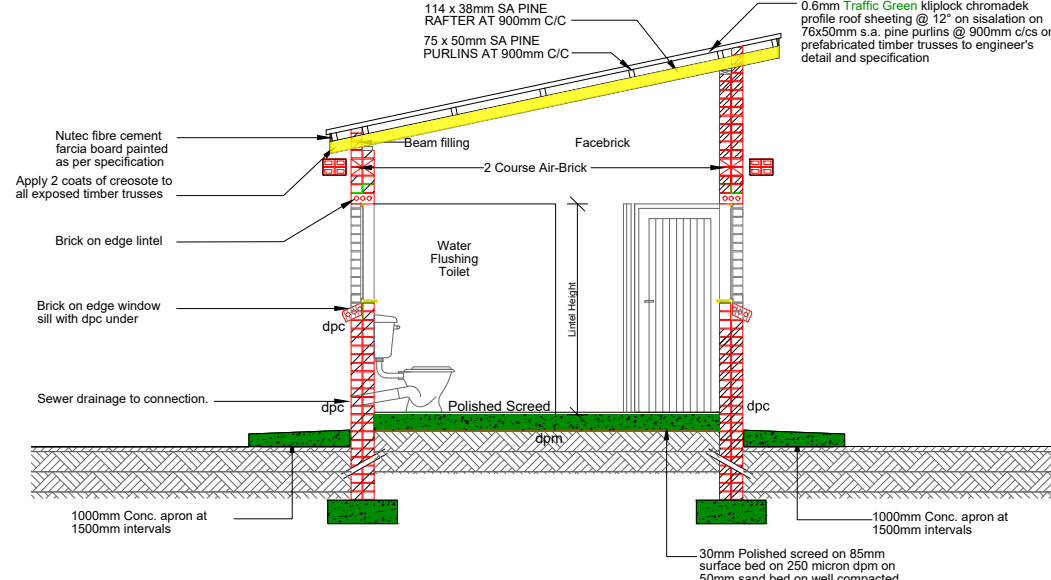 114 x 38mm SA PINE
RAFTER AT 900mm C/C
75 x 50mm SA PINE
PURLINS AT 900mm C/C
0.6mm Traffic Green kliplock chromadek
profile roof sheeting @ 12° on sisalation on
76x50mm s.a. pine purlins @ 900mm c/cs or
prefabricated timber trusses to engineer's
detail and specification
Nutec fibre cement
farcia board painted
as per specification
Apply 2 coats of creosote to
all exposed timber trusses
Beam filling
Facebrick
2 Course Air-Brick
Brick on edge lintel
Water
Flushing
Toilet
Lintel Height
Brick on edge window
sill with dpc under
dpc
Sewer drainage to connection.
dpc
Polished Screed
dpc
dpm
1000mm Conc. apron at
1500mm intervals
1000mm Conc. apron at
1500mm intervals
30mm Polished screed on 85mm
surface bed on 250 micron dpm on
50mm sand bed on well compacted